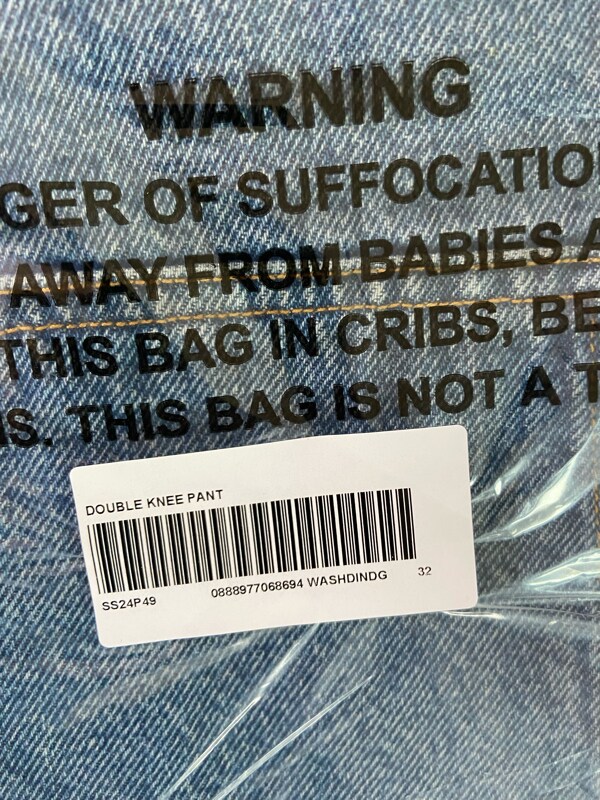 WARNING
GER OF SUFFOCATIO
AWAY FROM BABIES A
THIS BAG IN CRIBS, BE
IS. THIS BAG IS NOT A T
DOUBLE KNEE PANT
SS24P49 0888977068694 WASHDINDG 32